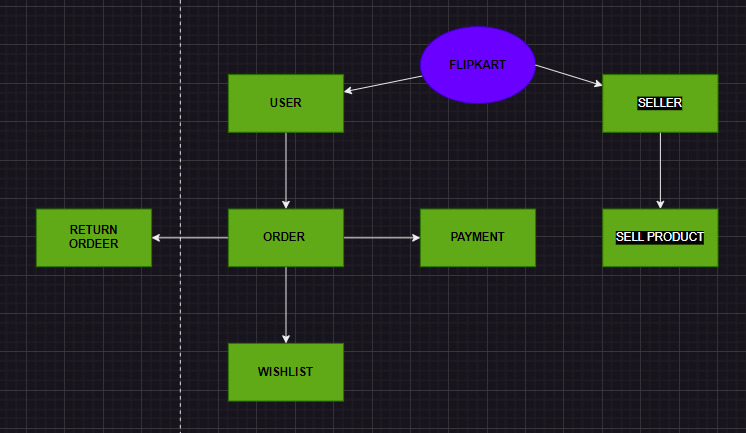 FLIPKART
USER
SELLER
RETURN
ORDEER
ORDER
PAYMENT
SELL PRODUCT
WISHLIST